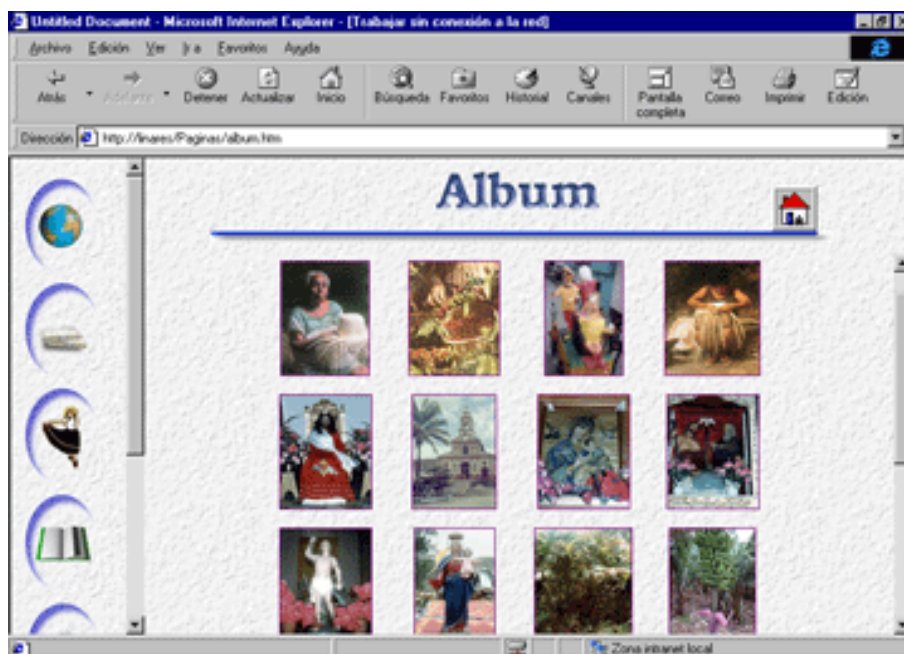 Untitled Document - Microsoft Internet Explorer - [Trabajar sin conexión a la red]
Archivo Edición Ver Ir a Favoritos Ayuda
Atrás Adelante Detener Actualizar Inicio Búsqueda Favoritos Historial Canales Pantalla completa Correo Imprimir Edición
Dirección http://linares/Paginas/album.htm
Album
Zona intranet local